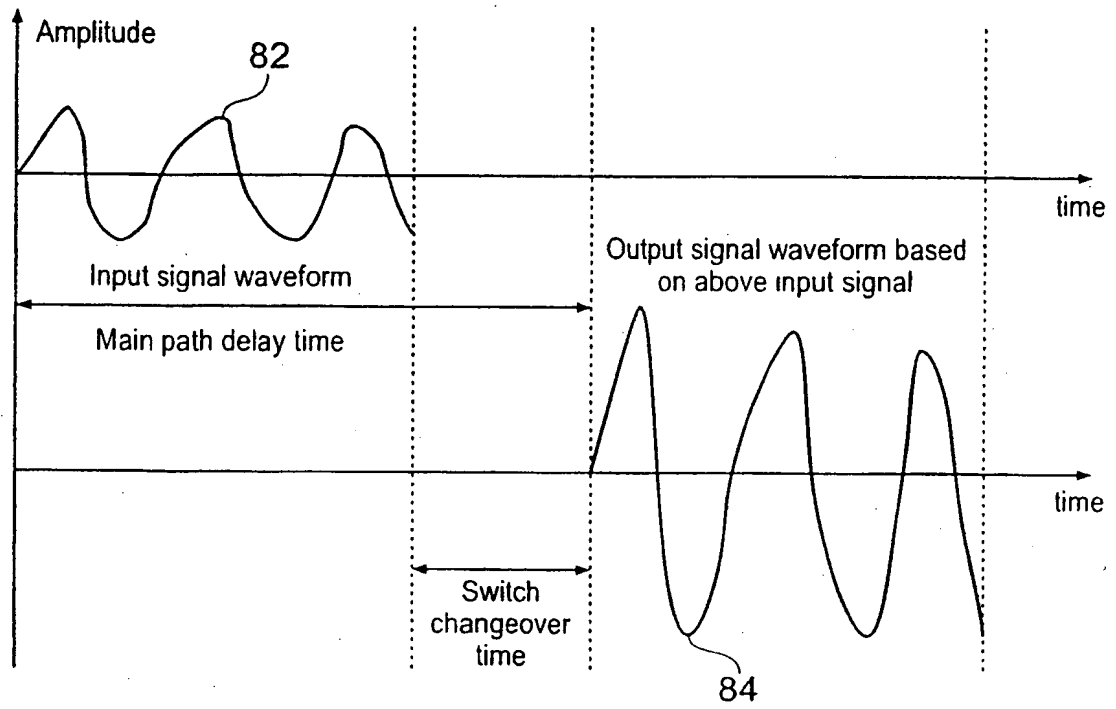 Amplitude
82
time
Input signal waveform
Output signal waveform based
on above input signal
Main path delay time
time
Switch
changeover
time
84